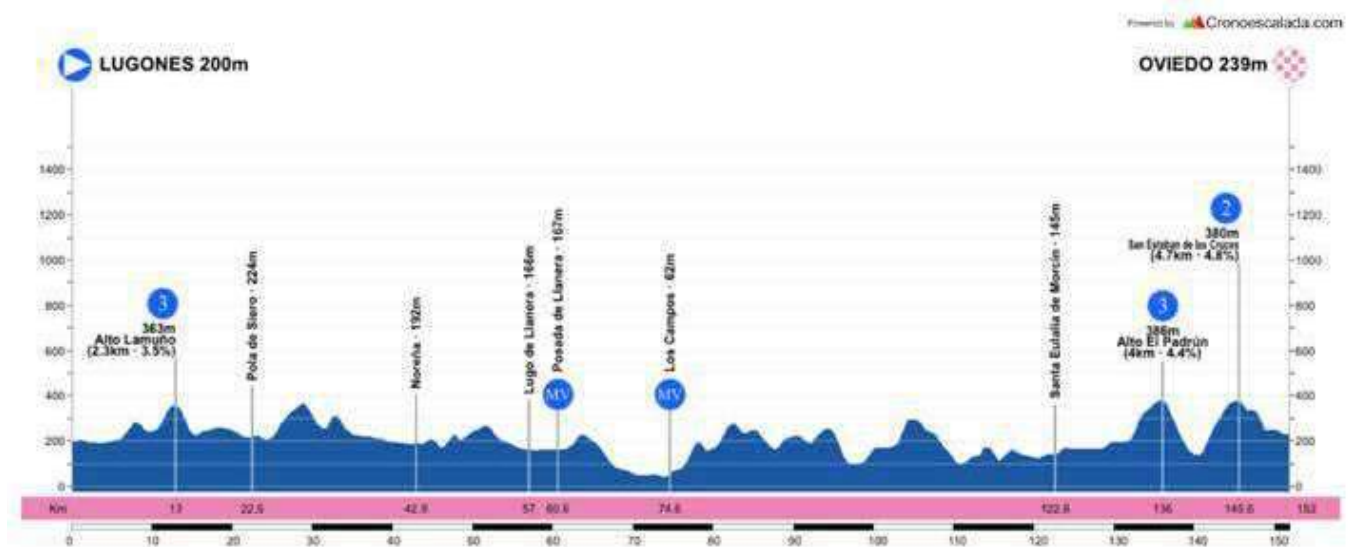 Powered by Cronoescalada.com
LUGONES 200m
OVIEDO 239m
1400
1200
1000
800
600
400
200
0
1400
1200
1000
800
600
400
200
0
3
363m
Alto Lamuño
(2.3km - 3.5%)
Pola de Siero - 224m
Noreña - 192m
Lugo de Llanera - 166m
Posada de Llanera - 167m
MV
Los Campos - 62m
MV
Santa Eulalia de Morcín - 145m
3
386m
Alto El Padrún
(4km - 4.4%)
2
380m
San Esteban de las Cruces
(4.7km - 4.8%)
Km 13 22.5 42.9 57 60.6 74.6 122.8 136 145.6 152
0 10 20 30 40 50 60 70 80 90 100 110 120 130 140 150